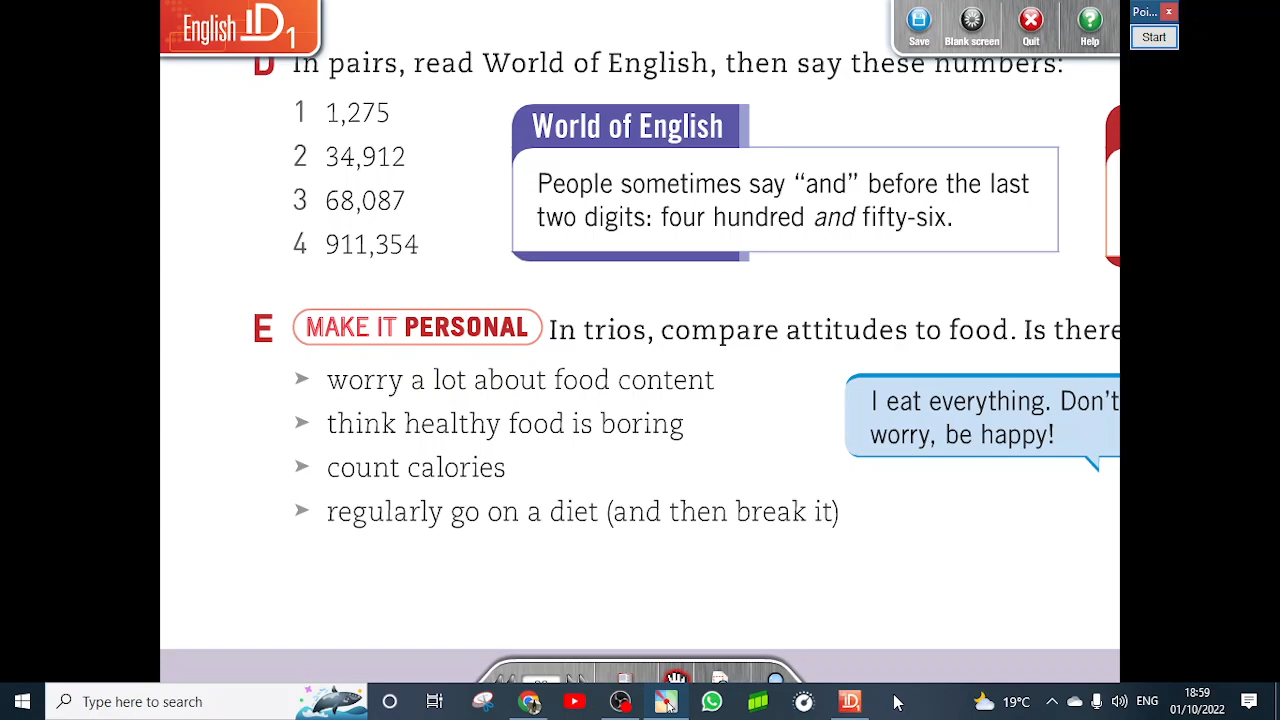 English ID 1
Save Blank screen Quit Help
Poi...
Start
D In pairs, read World of English, then say these numbers:
1 1,275
2 34,912
3 68,087
4 911,354
World of English
People sometimes say “and” before the last
two digits: four hundred and fifty-six.
E MAKE IT PERSONAL In trios, compare attitudes to food. Is there
➤ worry a lot about food content
➤ think healthy food is boring
➤ count calories
➤ regularly go on a diet (and then break it)
I eat everything. Don't
worry, be happy!
Type here to search
19°C
ENG
18:59
01/10/2022